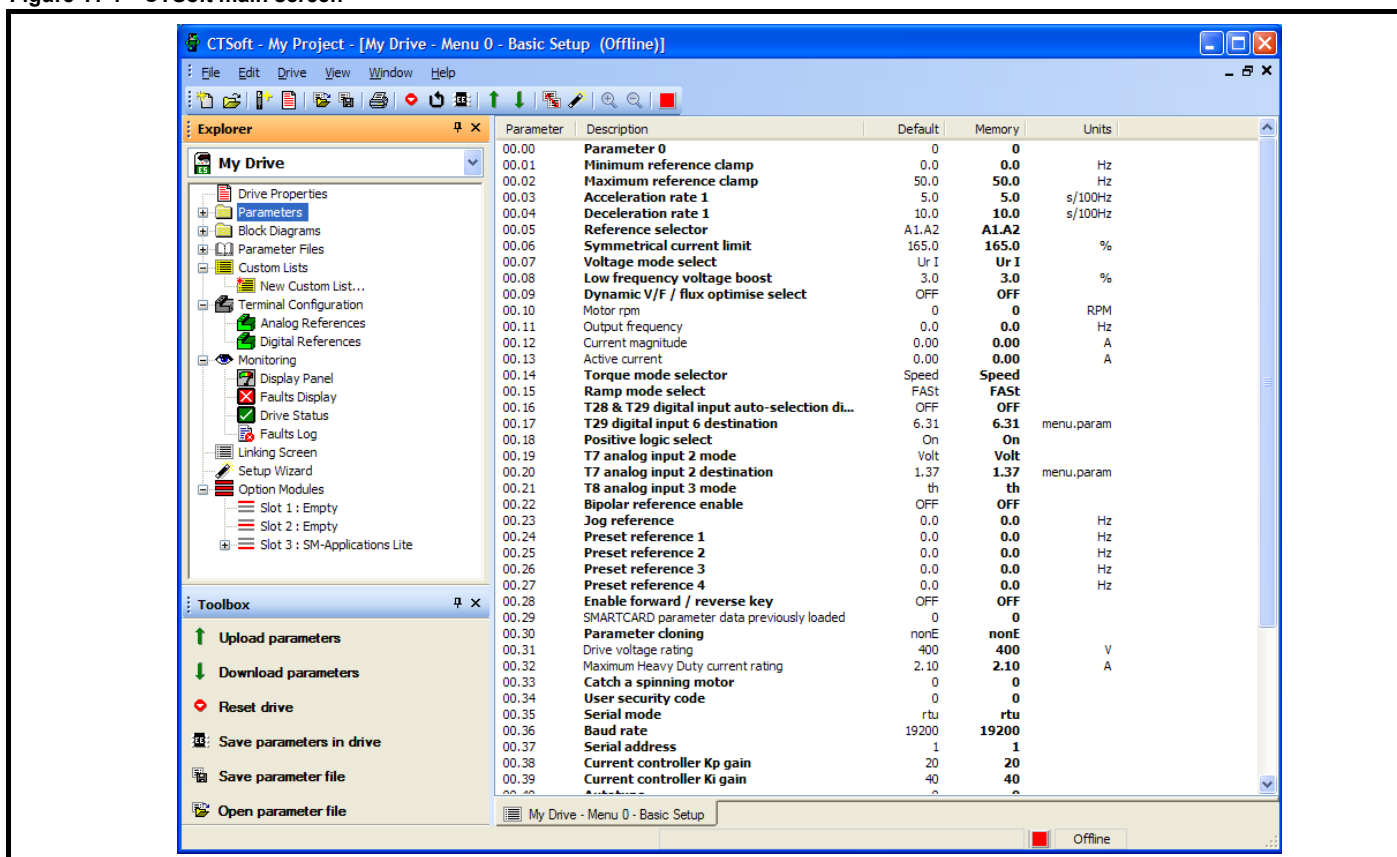 CTSoft - My Project - [My Drive - Menu 0 - Basic Setup (Offline)]
File Edit Drive View Window Help
Explorer
My Drive
Drive Properties
Parameters
Block Diagrams
Parameter Files
Custom Lists
New Custom List...
Terminal Configuration
Analog References
Digital References
Monitoring
Display Panel
Faults Display
Drive Status
Faults Log
Linking Screen
Setup Wizard
Option Modules
Slot 1 : Empty
Slot 2 : Empty
Slot 3 : SM-Applications Lite
Toolbox
Upload parameters
Download parameters
Reset drive
Save parameters in drive
Save parameter file
Open parameter file
Parameter Description Default Memory Units
00.00 Parameter 0 0 0
00.01 Minimum reference clamp 0.0 0.0 Hz
00.02 Maximum reference clamp 50.0 50.0 Hz
00.03 Acceleration rate 1 5.0 5.0 s/100Hz
00.04 Deceleration rate 1 10.0 10.0 s/100Hz
00.05 Reference selector A1.A2 A1.A2
00.06 Symmetrical current limit 165.0 165.0 %
00.07 Voltage mode select Ur I Ur I
00.08 Low frequency voltage boost 3.0 3.0 %
00.09 Dynamic V/F / flux optimise select OFF OFF
00.10 Motor rpm 0 0 RPM
00.11 Output frequency 0.0 0.0 Hz
00.12 Current magnitude 0.00 0.00 A
00.13 Active current 0.00 0.00 A
00.14 Torque mode selector Speed Speed
00.15 Ramp mode select FASt FASt
00.16 T28 & T29 digital input auto-selection di... OFF OFF
00.17 T29 digital input 6 destination 6.31 6.31 menu.param
00.18 Positive logic select On On
00.19 T7 analog input 2 mode Volt Volt
00.20 T7 analog input 2 destination 1.37 1.37 menu.param
00.21 T8 analog input 3 mode th th
00.22 Bipolar reference enable OFF OFF
00.23 Jog reference 0.0 0.0 Hz
00.24 Preset reference 1 0.0 0.0 Hz
00.25 Preset reference 2 0.0 0.0 Hz
00.26 Preset reference 3 0.0 0.0 Hz
00.27 Preset reference 4 0.0 0.0 Hz
00.28 Enable forward / reverse key OFF OFF
00.29 SMARTCARD parameter data previously loaded 0 0
00.30 Parameter cloning nonE nonE
00.31 Drive voltage rating 400 400 V
00.32 Maximum Heavy Duty current rating 2.10 2.10 A
00.33 Catch a spinning motor 0 0
00.34 User security code 0 0
00.35 Serial mode rtu rtu
00.36 Baud rate 19200 19200
00.37 Serial address 1 1
00.38 Current controller Kp gain 20 20
00.39 Current controller Ki gain 40 40
My Drive - Menu 0 - Basic Setup
Offline